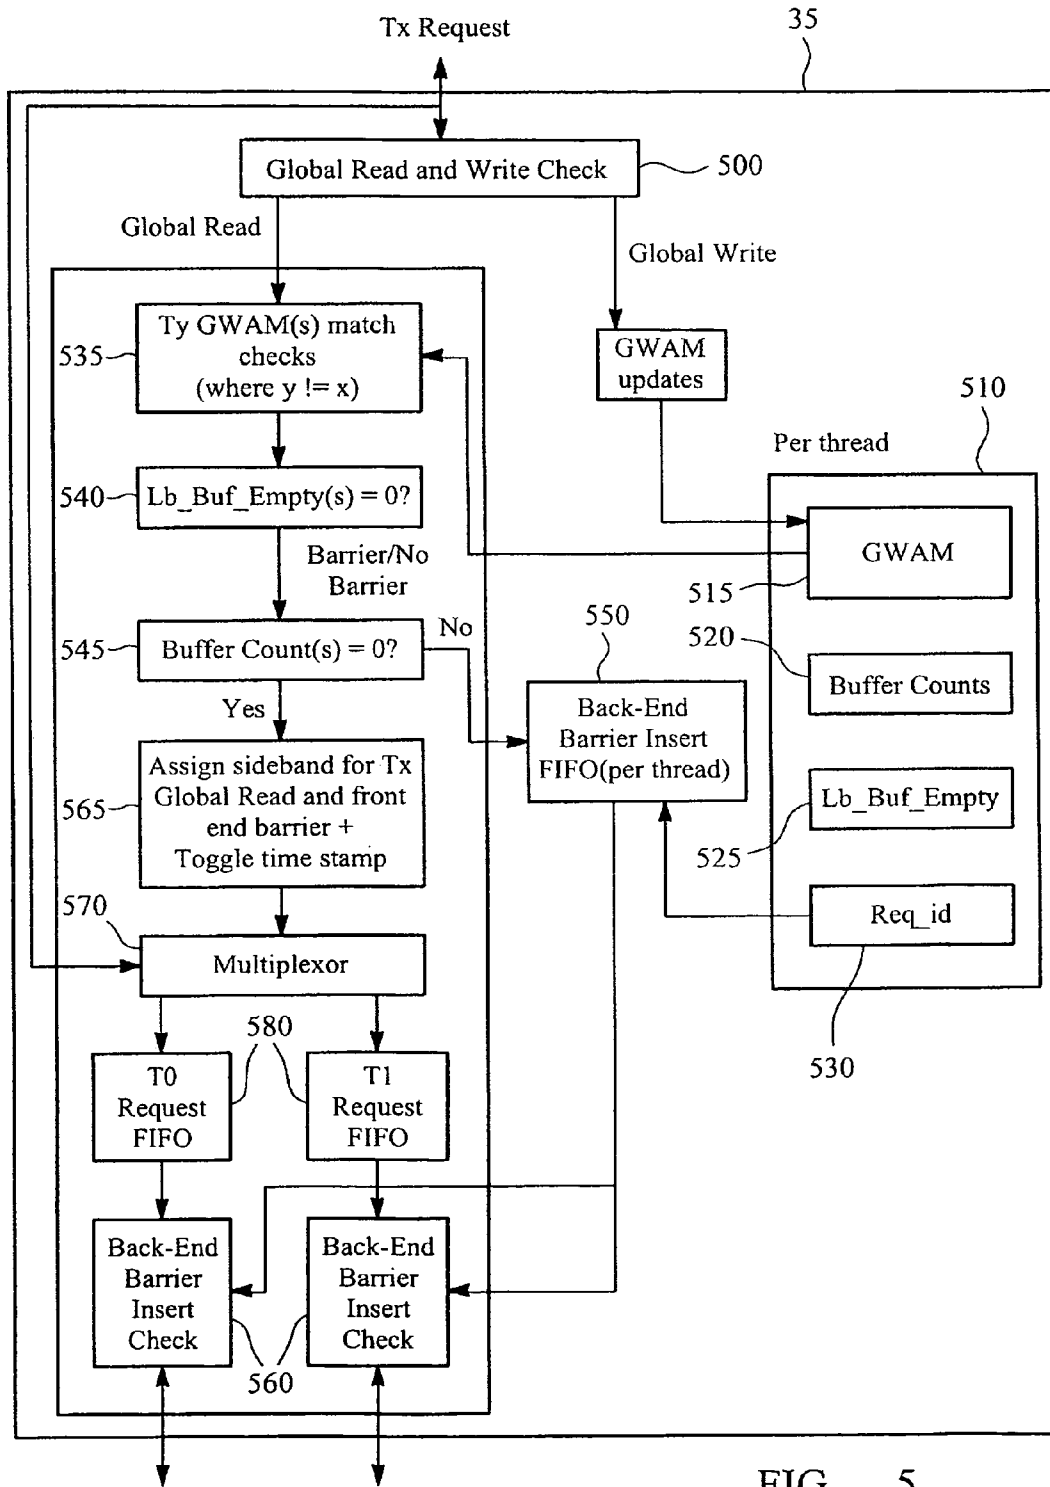 Tx Request
35
Global Read and Write Check
500
Global Read
Global Write
Ty GWAM(s) match
checks
(where y != x)
535
GWAM
updates
510
Per thread
540
Lb_Buf_Empty(s) = 0?
GWAM
515
Barrier/No
Barrier
545
Buffer Count(s) = 0?
No
550
520
Buffer Counts
Yes
Back-End
Barrier Insert
FIFO(per thread)
Assign sideband for Tx
Global Read and front
end barrier +
Toggle time stamp
565
Lb_Buf_Empty
525
570
Req_id
530
Multiplexor
580
T0
Request
FIFO
T1
Request
FIFO
Back-End
Barrier
Insert
Check
Back-End
Barrier
Insert
Check
560
FIG. 5